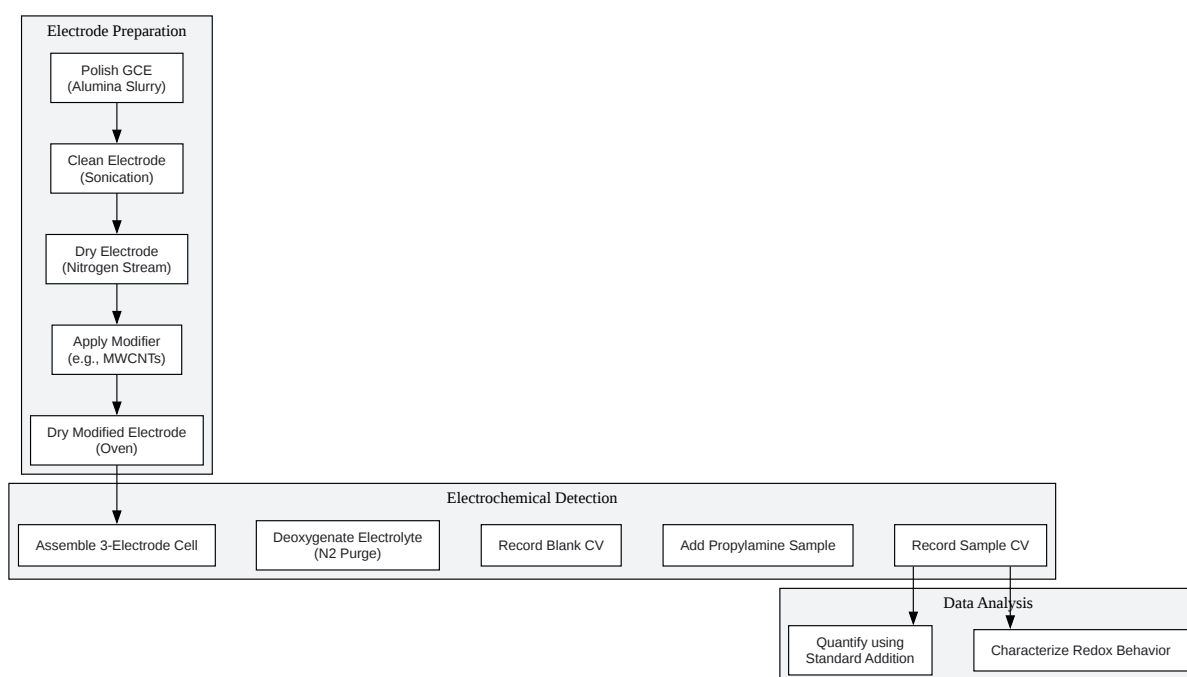 Electrode Preparation
Polish GCE
(Alumina Slurry)
Clean Electrode
(Sonication)
Dry Electrode
(Nitrogen Stream)
Apply Modifier
(e.g., MWCNTs)
Dry Modified Electrode
(Oven)
Electrochemical Detection
Assemble 3-Electrode Cell
Deoxygenate Electrolyte
(N2 Purge)
Record Blank CV
Add Propylamine Sample
Record Sample CV
Data Analysis
Quantify using
Standard Addition
Characterize Redox Behavior